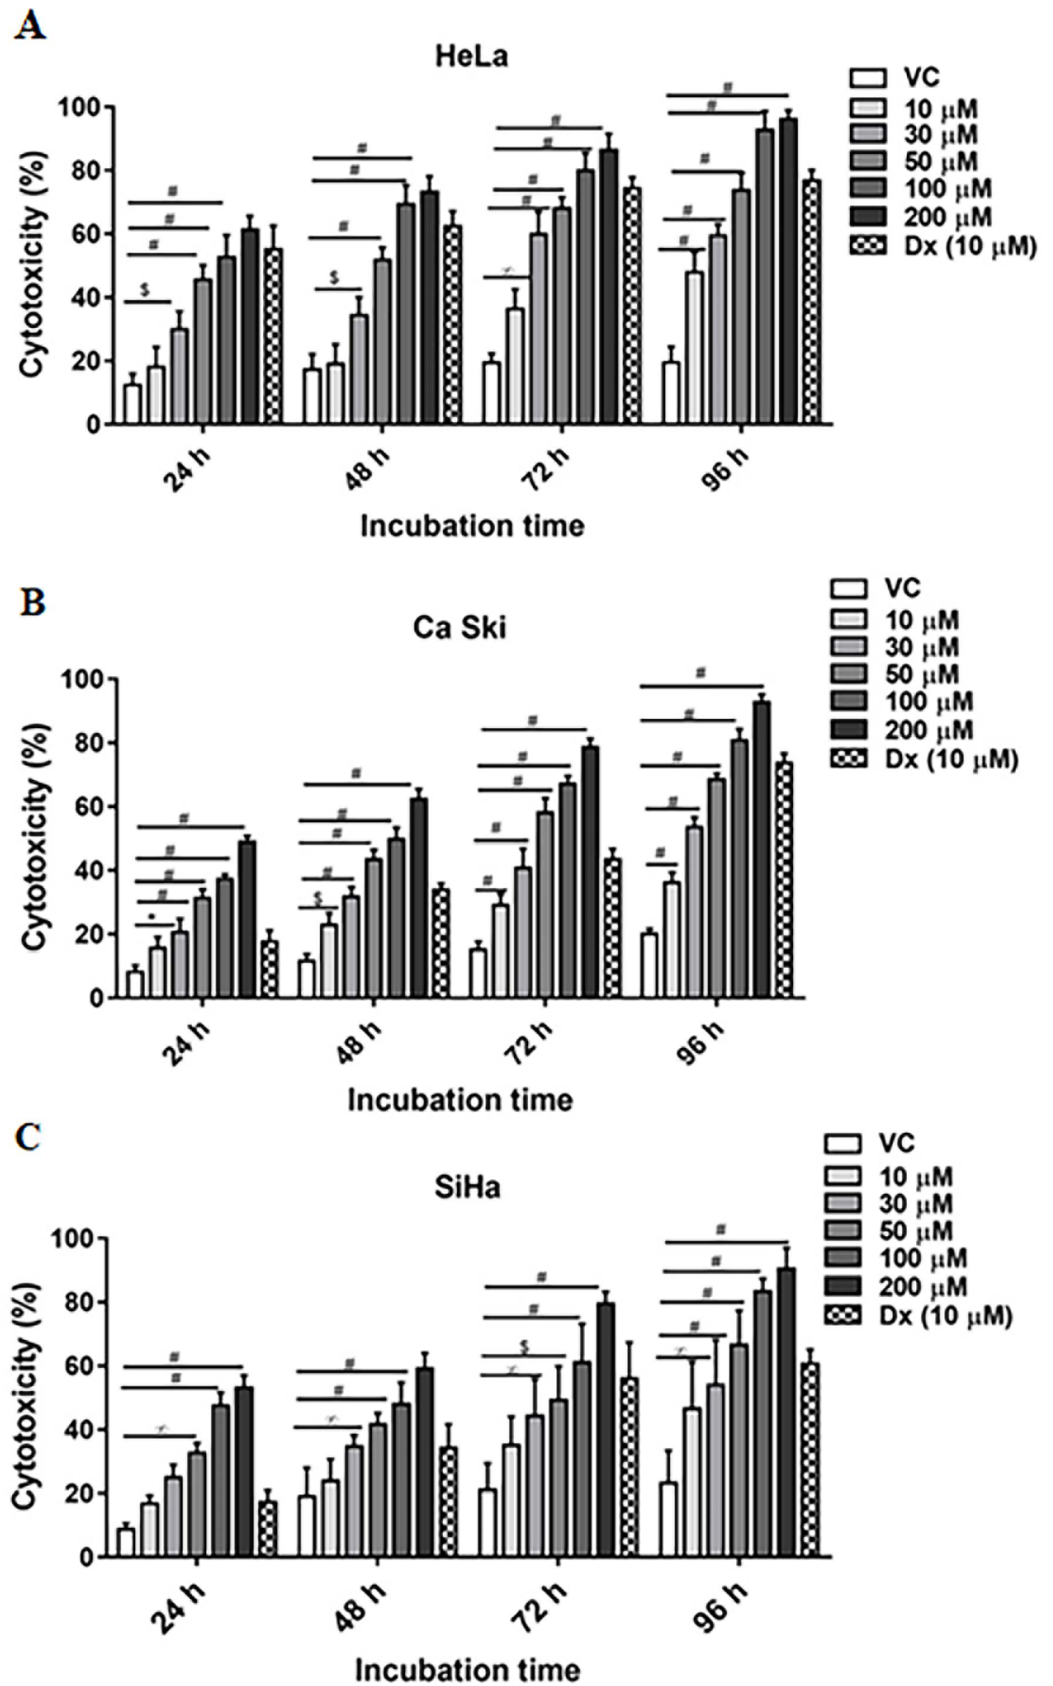 A
HeLa
VC
10 μM
30 μM
50 μM
100 μM
200 μM
Dx (10 μM)
Cytotoxicity (%)
100
80
60
40
20
0
# # # $
# # # $
# # # #
# # # # #
24 h
48 h
72 h
96 h
Incubation time
B
Ca Ski
VC
10 μM
30 μM
50 μM
100 μM
200 μM
Dx (10 μM)
Cytotoxicity (%)
100
80
60
40
20
0
# # # #
# # # # $
# # # # #
# # # # #
24 h
48 h
72 h
96 h
Incubation time
C
SiHa
VC
10 μM
30 μM
50 μM
100 μM
200 μM
Dx (10 μM)
Cytotoxicity (%)
100
80
60
40
20
0
# #
# #
# # $
# # # #
24 h
48 h
72 h
96 h
Incubation time